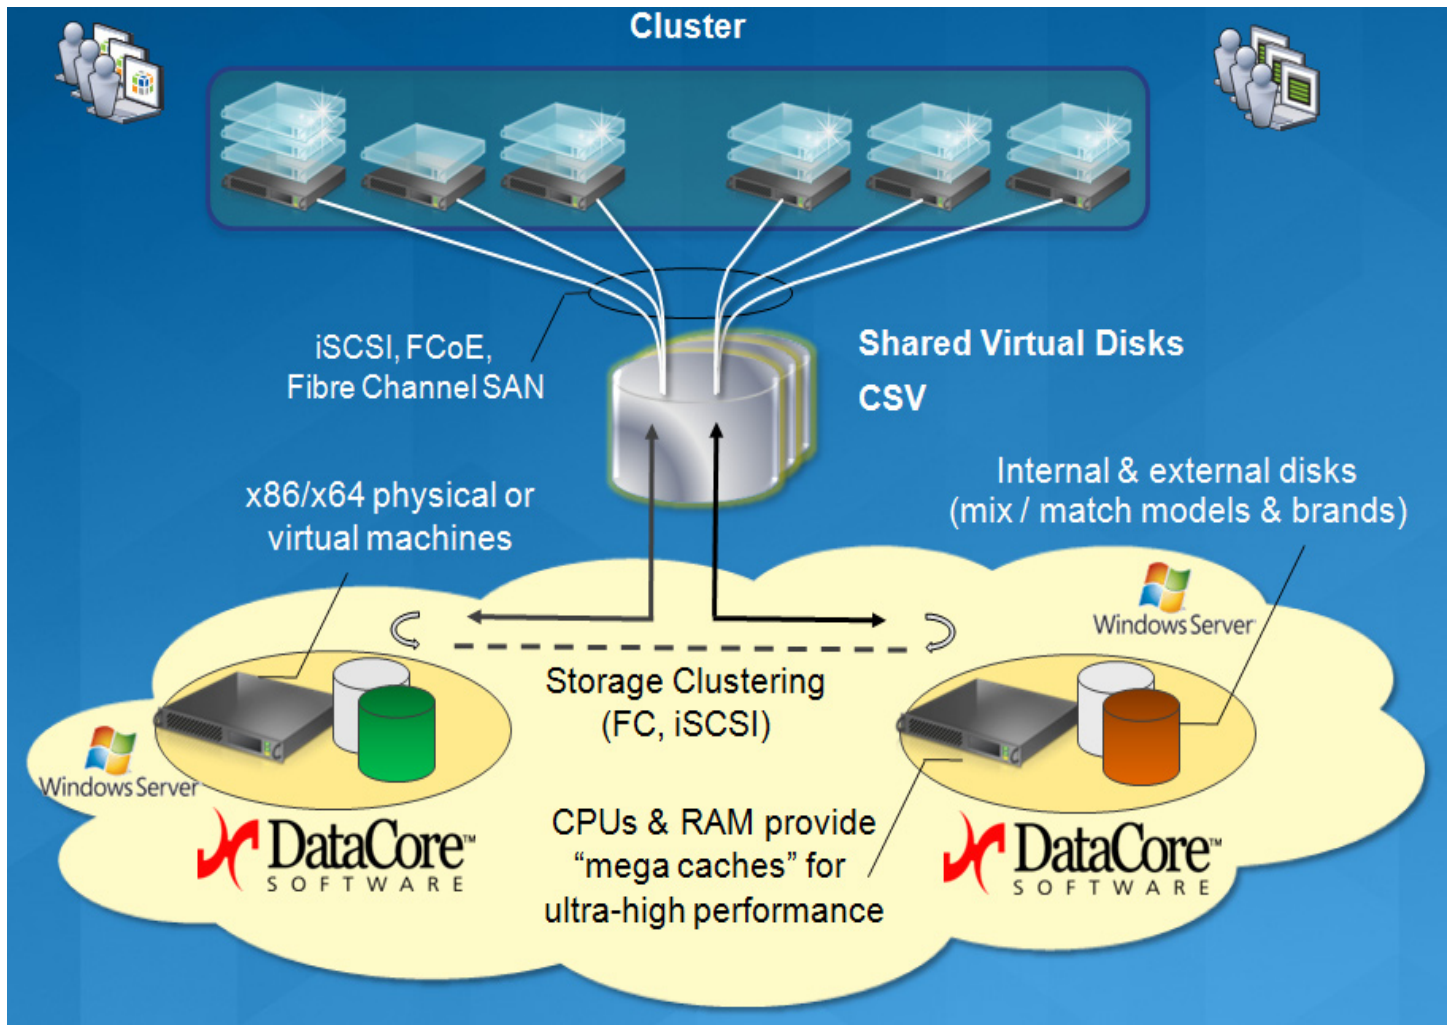 Cluster
iSCSI, FCoE,
Fibre Channel SAN
Shared Virtual Disks
CSV
x86/x64 physical or
virtual machines
Internal & external disks
(mix / match models & brands)
Windows Server
Storage Clustering
(FC, iSCSI)
Windows Server
DataCore™
SOFTWARE
CPUs & RAM provide
“mega caches” for
ultra-high performance
DataCore™
SOFTWARE